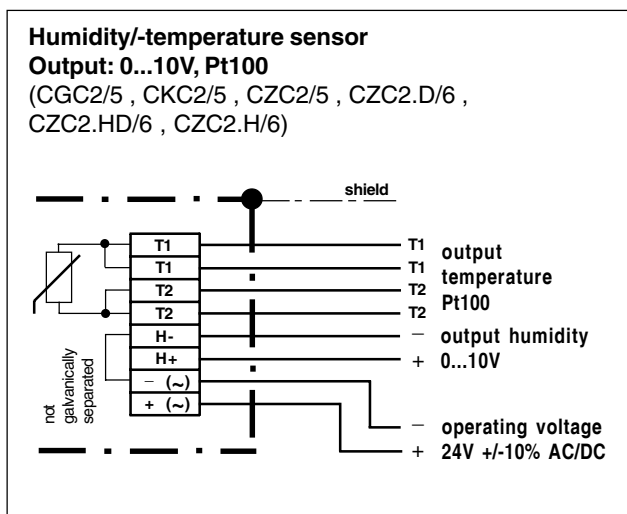 Humidity/-temperature sensor
Output: 0...10V, Pt100
(CGC2/5 , CKC2/5 , CZC2/5 , CZC2.D/6 ,
CZC2.HD/6 , CZC2.H/6)
shield
T1 T1 output
T1 T1 temperature
T2 T2 Pt100
T2 T2
H- – output humidity
H+ + 0...10V
– (~)
+ (~)
not
galvanically
separated
– operating voltage
+ 24V +/-10% AC/DC